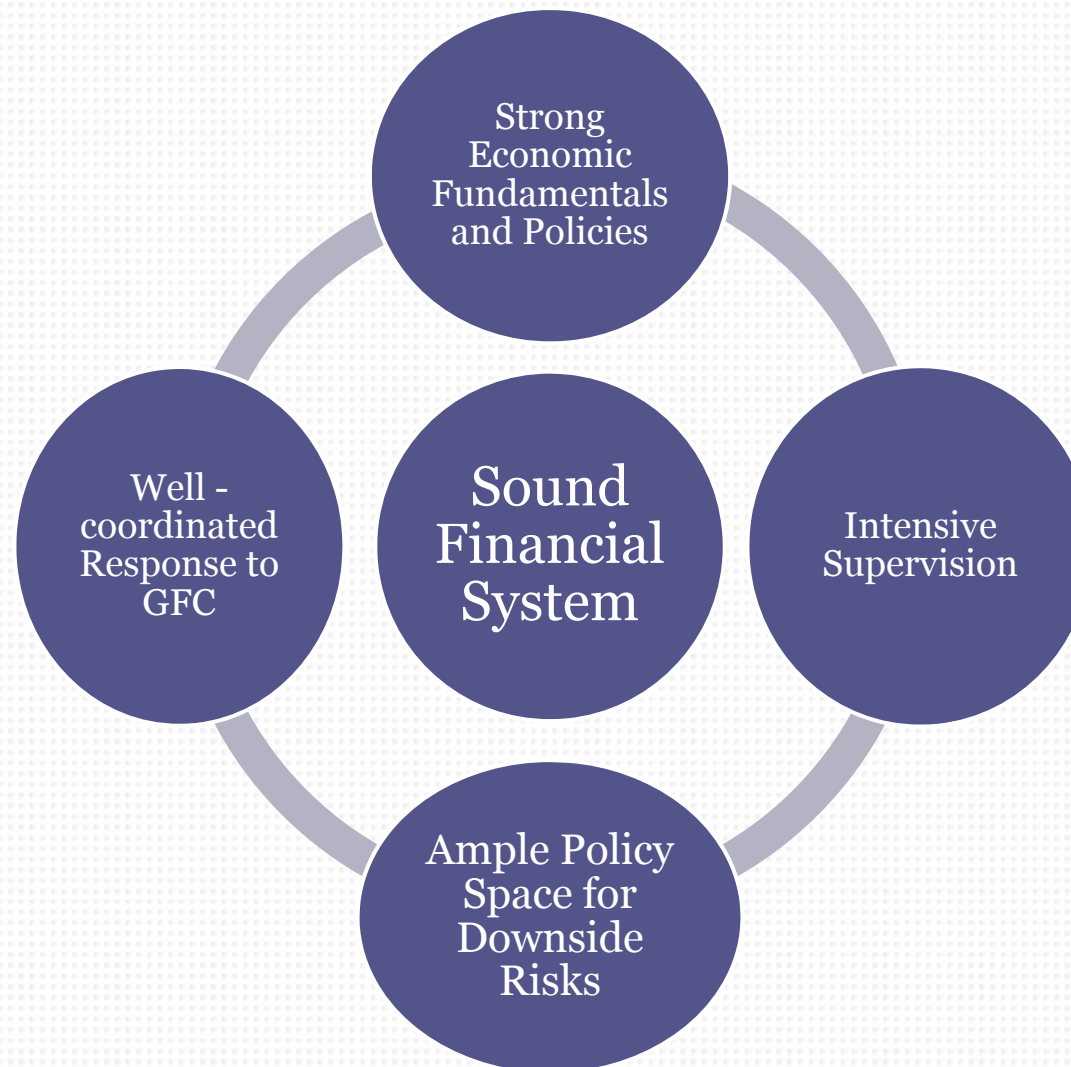 Strong
Economic
Fundamentals
and Policies
Well -
coordinated
Response to
GFC
Sound
Financial
System
Intensive
Supervision
Ample Policy
Space for
Downside
Risks